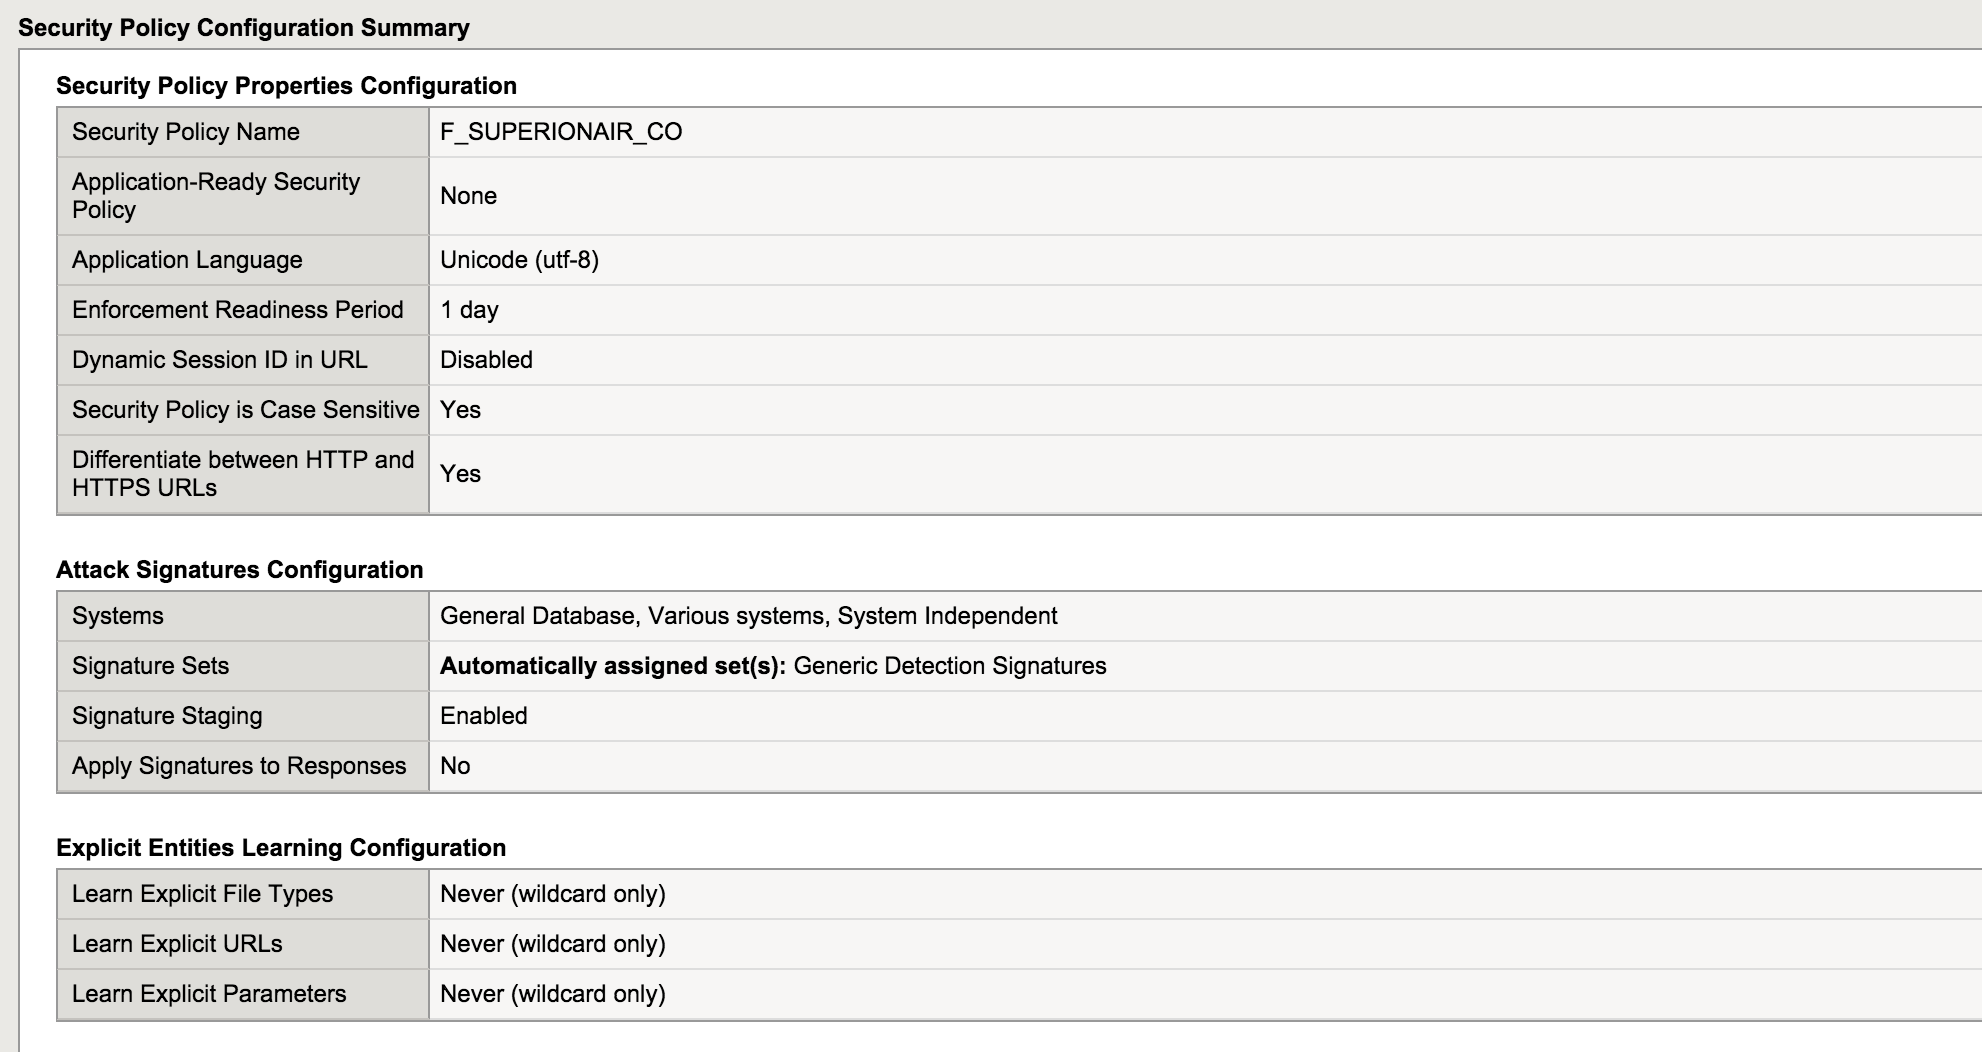 Security Policy Configuration Summary
Security Policy Properties Configuration
Security Policy Name
F_SUPERIONAIR_CO
Application-Ready Security
Policy
None
Application Language
Unicode (utf-8)
Enforcement Readiness Period
1 day
Dynamic Session ID in URL
Disabled
Security Policy is Case Sensitive
Yes
Differentiate between HTTP and
HTTPS URLs
Yes
Attack Signatures Configuration
Systems
General Database, Various systems, System Independent
Signature Sets
Automatically assigned set(s): Generic Detection Signatures
Signature Staging
Enabled
Apply Signatures to Responses
No
Explicit Entities Learning Configuration
Learn Explicit File Types
Never (wildcard only)
Learn Explicit URLs
Never (wildcard only)
Learn Explicit Parameters
Never (wildcard only)